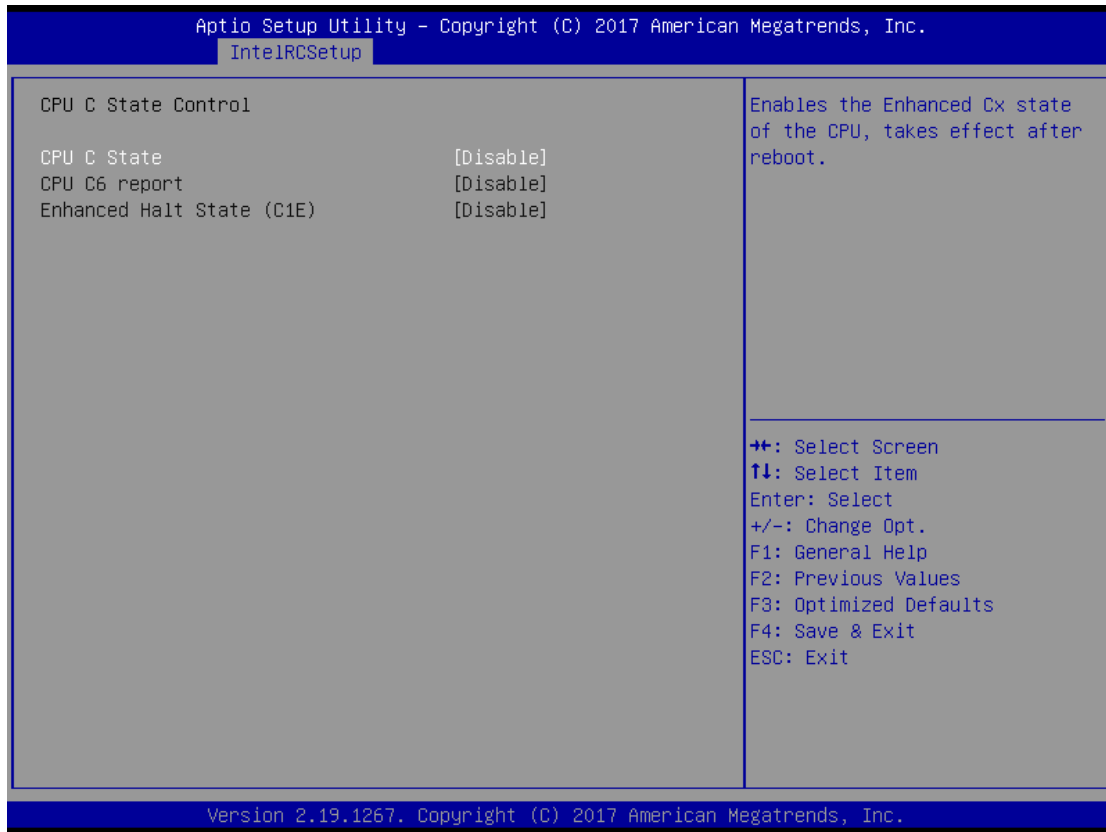 Aptio Setup Utility – Copyright (C) 2017 American Megatrends, Inc.
IntelRCSetup
CPU C State Control
CPU C State [Disable]
CPU C6 report [Disable]
Enhanced Halt State (C1E) [Disable]
Enables the Enhanced Cx state
of the CPU, takes effect after
reboot.
→←: Select Screen
↑↓: Select Item
Enter: Select
+/-: Change Opt.
F1: General Help
F2: Previous Values
F3: Optimized Defaults
F4: Save & Exit
ESC: Exit
Version 2.19.1267. Copyright (C) 2017 American Megatrends, Inc.